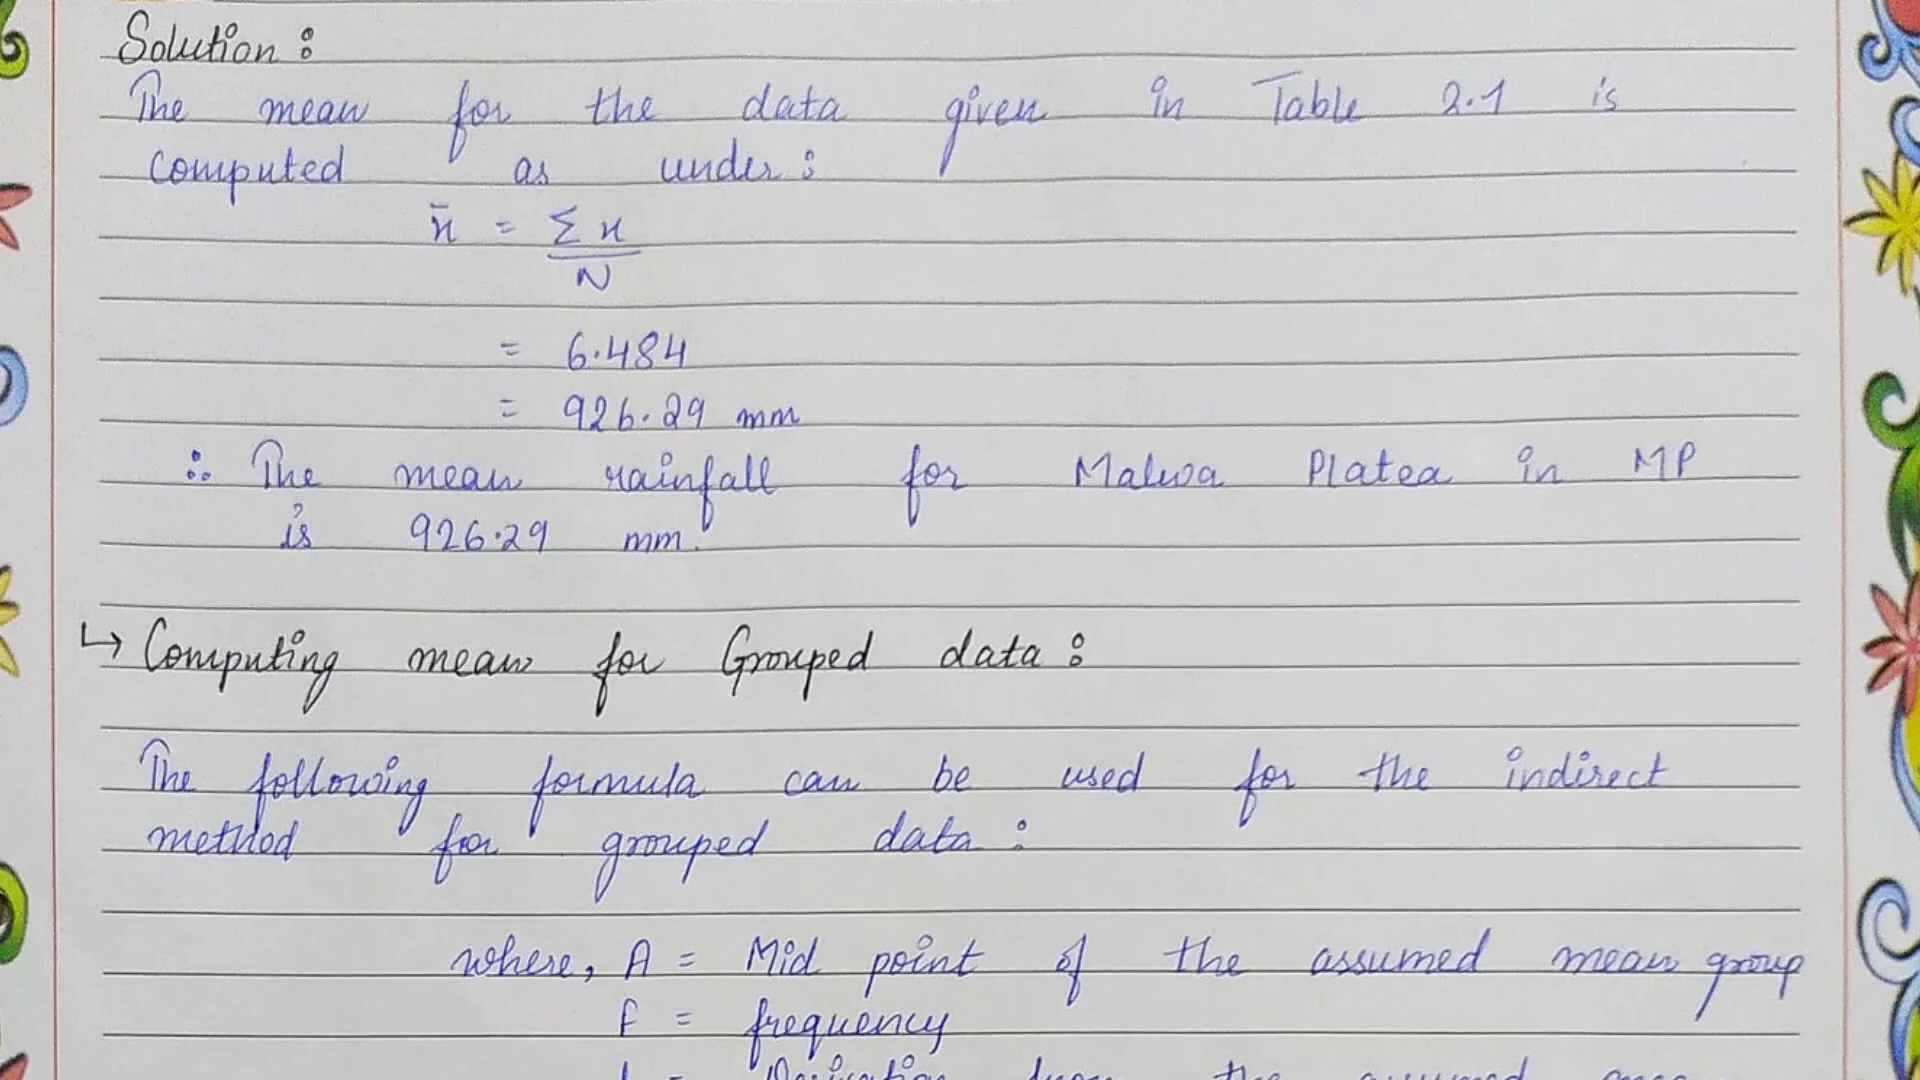 Solution :
The mean for the data given in Table 2.1 is
computed as under :
x̄ = Σx
N
= 6.484
= 926.29 mm
∴ The mean rainfall for Malwa Platea in MP
is 926.29 mm.
↳ Computing mean for Grouped data :
The following formula can be used for the indirect
method for grouped data :
where, A = Mid point of the assumed mean group
f = frequency
from the assumed